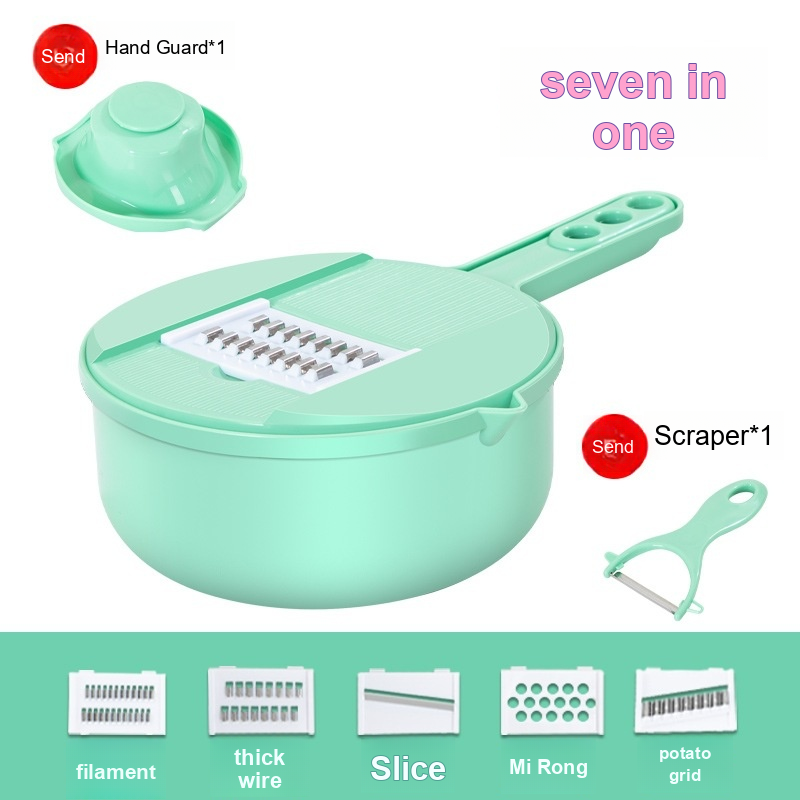 Send
Hand Guard*1
seven in
one
Send
Scraper*1
filament
thick
wire
Slice
Mi Rong
potato
grid